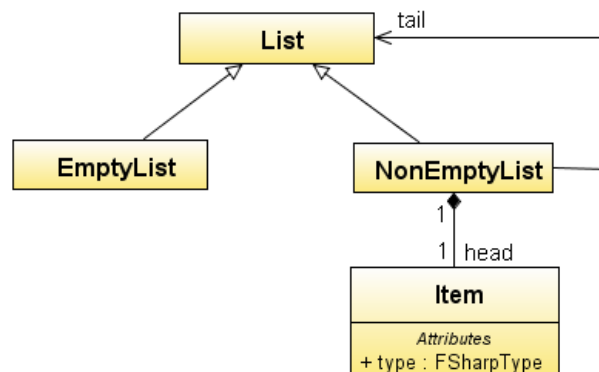 tail
List
EmptyList
NonEmptyList
1
1 head
Item
Attributes
+ type : FSharpType